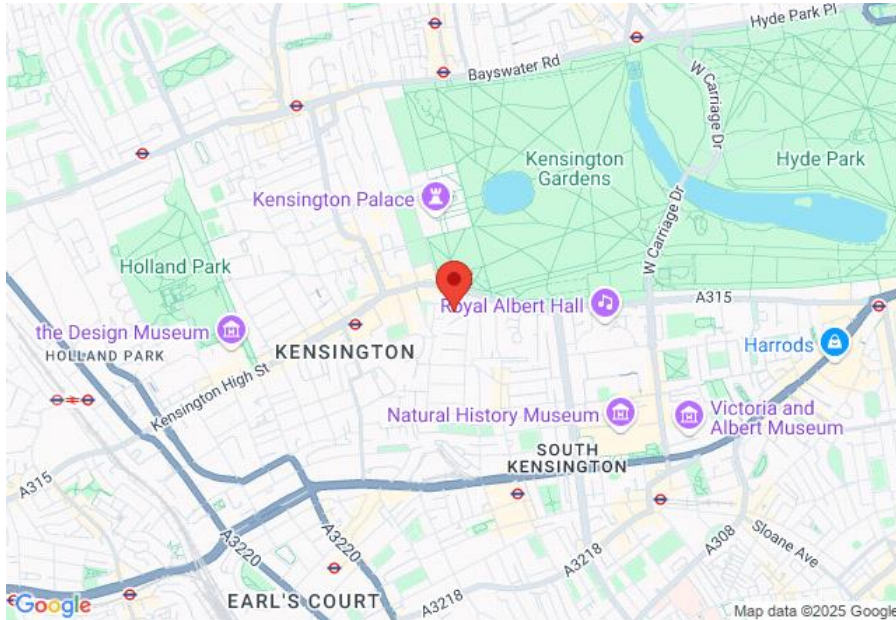 Hyde Park Pl
Bayswater Rd
W Carriage Dr
Kensington
Gardens
Hyde Park
Kensington Palace
W Carriage Dr
Holland Park
Royal Albert Hall
A315
the Design Museum
HOLLAND PARK
KENSINGTON
Harrods
Kensington High St
Natural History Museum
Victoria and
Albert Museum
SOUTH
KENSINGTON
A315
A3220
A3220
A308
Sloane Ave
A3218
EARL'S COURT
A3218
Google
Map data ©2025 Google